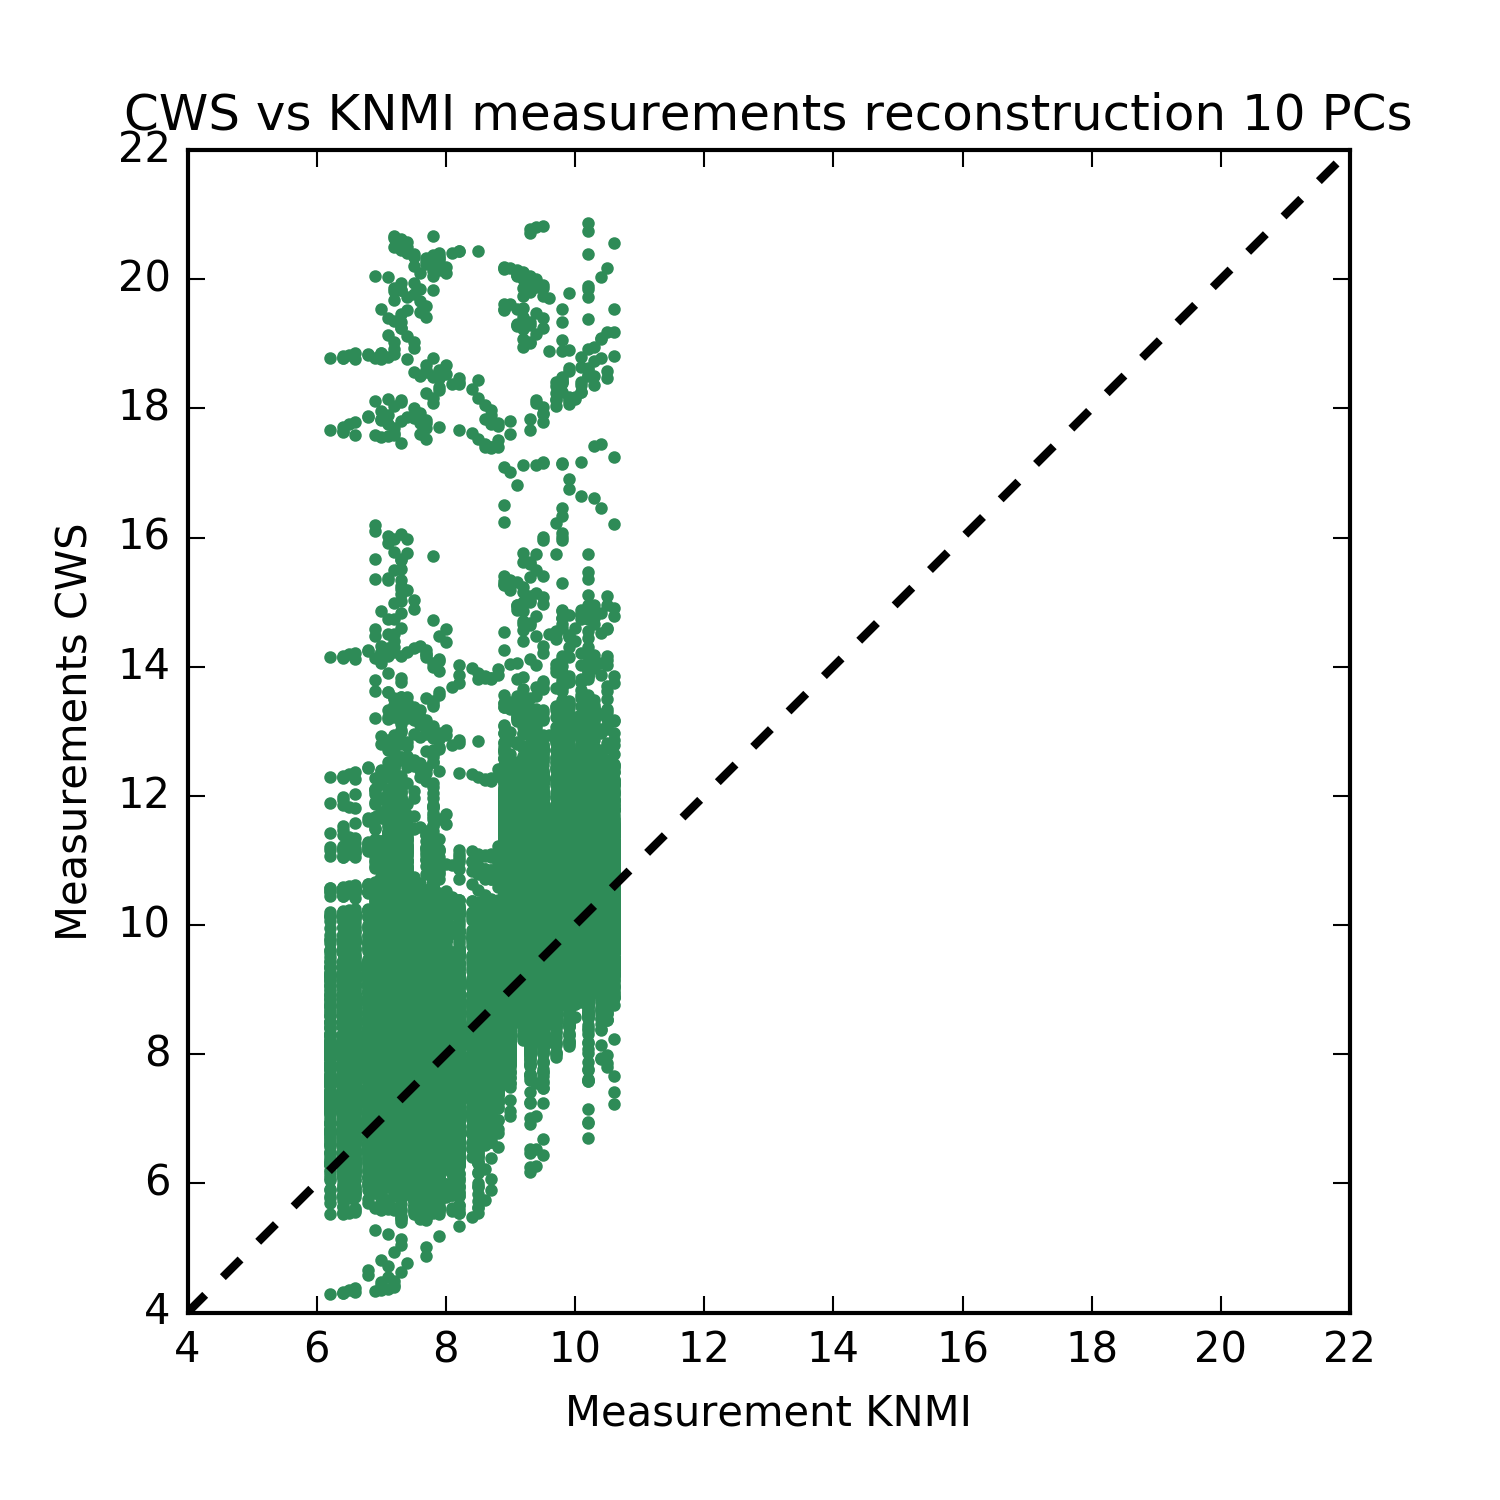 CWS vs KNMI measurements reconstruction 10 PCs
22
20
18
16
14
12
10
8
6
4
Measurements CWS
4 6 8 10 12 14 16 18 20 22
Measurement KNMI